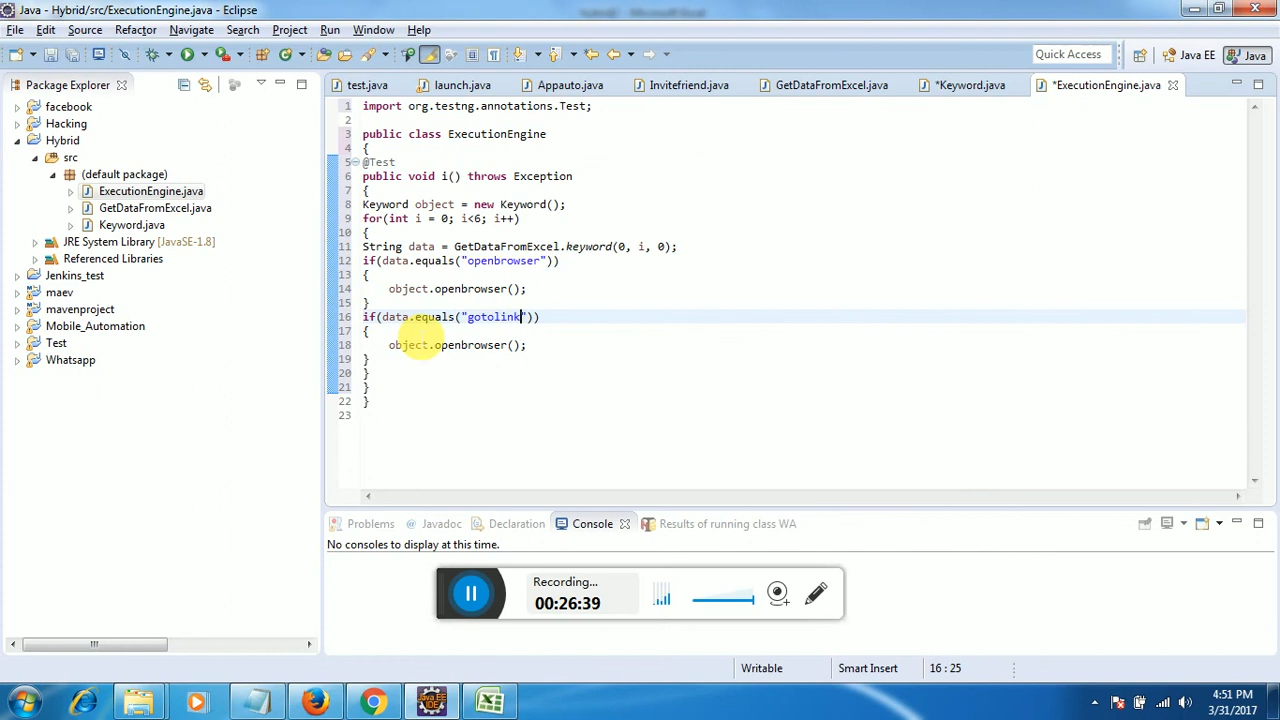 Java - Hybrid/src/ExecutionEngine.java - Eclipse
File Edit Source Refactor Navigate Search Project Run Window Help
Quick Access Java EE Java
Package Explorer
test.java launch.java Appauto.java Invitefriend.java GetDataFromExcel.java *Keyword.java *ExecutionEngine.java
facebook
Hacking
Hybrid
src
(default package)
ExecutionEngine.java
GetDataFromExcel.java
Keyword.java
JRE System Library [JavaSE-1.8]
Referenced Libraries
Jenkins_test
maev
mavenproject
Mobile_Automation
Test
Whatsapp
1 import org.testng.annotations.Test;
2
3 public class ExecutionEngine
4 {
5 @Test
6 public void i() throws Exception
7 {
8 Keyword object = new Keyword();
9 for(int i = 0; i<6; i++)
10 {
11 String data = GetDataFromExcel.keyword(0, i, 0);
12 if(data.equals("openbrowser"))
13 {
14 object.openbrowser();
15 }
16 if(data.equals("gotolink"))
17 {
18 object.openbrowser();
19 }
20 }
21 }
22 }
23
Problems @ Javadoc Declaration Console Results of running class WA
No consoles to display at this time.
Recording...
00:26:39
Writable Smart Insert 16 : 25
Java EE IDE
4:51 PM
3/31/2017